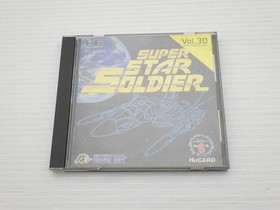 Vol.30
SUPER
STAR
SOLDIER
HuCARD